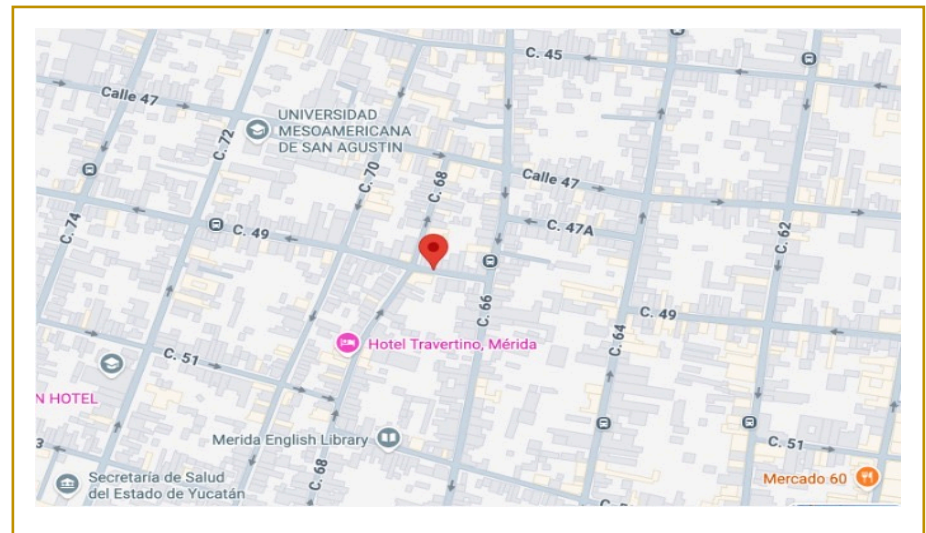 C. 45
Calle 47
UNIVERSIDAD
MESOAMERICANA
DE SAN AGUSTIN
C. 72
C. 70
C. 68
Calle 47
C. 74
C. 49
C. 47A
C. 62
C. 66
C. 49
C. 64
Hotel Travertino, Mérida
C. 51
N HOTEL
Merida English Library
C. 51
3
C. 68
Secretaría de Salud
del Estado de Yucatán
Mercado 60